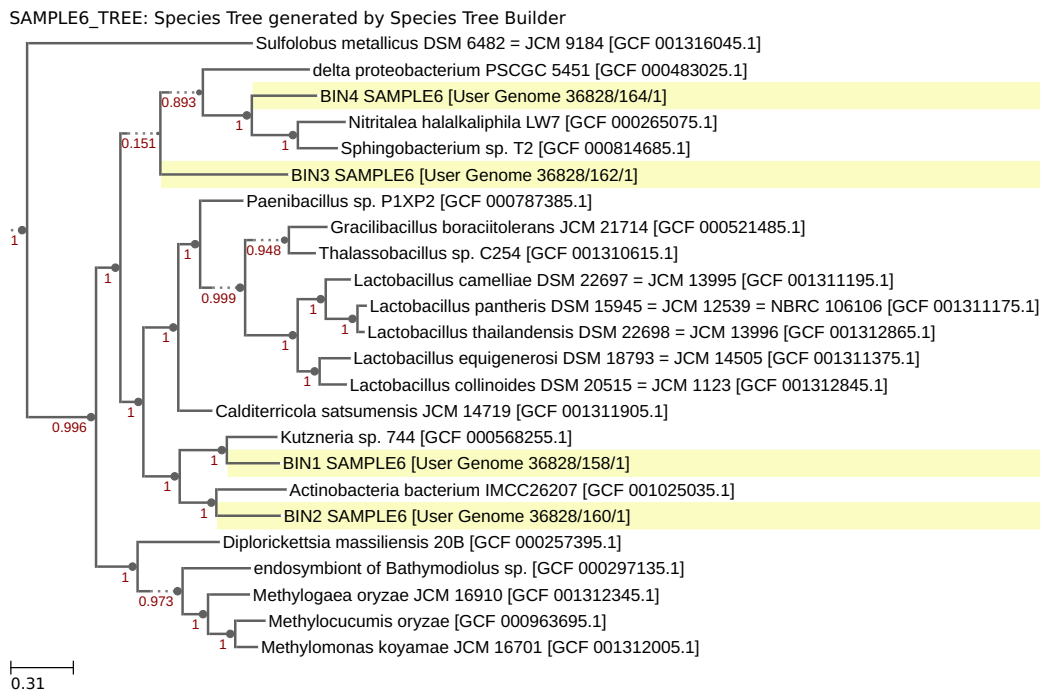 SAMPLE6_TREE: Species Tree generated by Species Tree Builder
Sulfolobus metallicus DSM 6482 = JCM 9184 [GCF 001316045.1]
delta proteobacterium PSCGC 5451 [GCF 000483025.1]
0.893
BIN4 SAMPLE6 [User Genome 36828/164/1]
1
Nitritalea halalkaliphila LW7 [GCF 000265075.1]
0.151
1
Sphingobacterium sp. T2 [GCF 000814685.1]
BIN3 SAMPLE6 [User Genome 36828/162/1]
Paenibacillus sp. P1XP2 [GCF 000787385.1]
Gracilibacillus boraciitolerans JCM 21714 [GCF 000521485.1]
1
1
0.948
Thalassobacillus sp. C254 [GCF 001310615.1]
1
Lactobacillus camelliae DSM 22697 = JCM 13995 [GCF 001311195.1]
0.999
1
Lactobacillus pantheris DSM 15945 = JCM 12539 = NBRC 106106 [GCF 001311175.1]
1
Lactobacillus thailandensis DSM 22698 = JCM 13996 [GCF 001312865.1]
1
1
Lactobacillus equigenerosi DSM 18793 = JCM 14505 [GCF 001311375.1]
1
Lactobacillus collinoides DSM 20515 = JCM 1123 [GCF 001312845.1]
1
Calditerricola satsumensis JCM 14719 [GCF 001311905.1]
0.996
Kutzneria sp. 744 [GCF 000568255.1]
1
BIN1 SAMPLE6 [User Genome 36828/158/1]
1
Actinobacteria bacterium IMCC26207 [GCF 001025035.1]
1
BIN2 SAMPLE6 [User Genome 36828/160/1]
Diplorickettsia massiliensis 20B [GCF 000257395.1]
1
endosymbiont of Bathymodiolus sp. [GCF 000297135.1]
0.973
Methylogaea oryzae JCM 16910 [GCF 001312345.1]
1
Methylocucumis oryzae [GCF 000963695.1]
1
Methylomonas koyamae JCM 16701 [GCF 001312005.1]
0.31